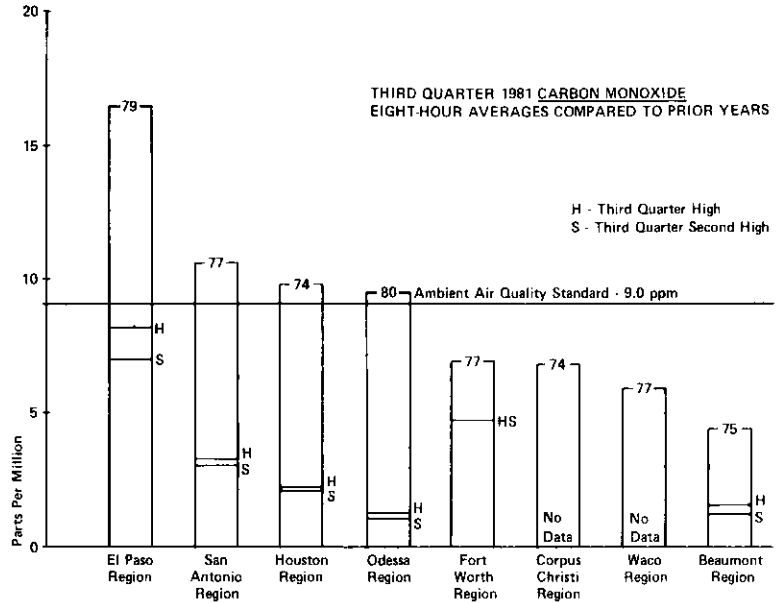 20
79
THIRD QUARTER 1981 CARBON MONOXIDE
EIGHT-HOUR AVERAGES COMPARED TO PRIOR YEARS
15
H - Third Quarter High
S - Third Quarter Second High
77
10
74
80 Ambient Air Quality Standard - 9.0 ppm
H
S
77
74
77
75
5
HS
H
S
H
S
H
S
H
S
No
Data
No
Data
0
Parts Per Million
El Paso
Region
San
Antonio
Region
Houston
Region
Odessa
Region
Fort
Worth
Region
Corpus
Christi
Region
Waco
Region
Beaumont
Region